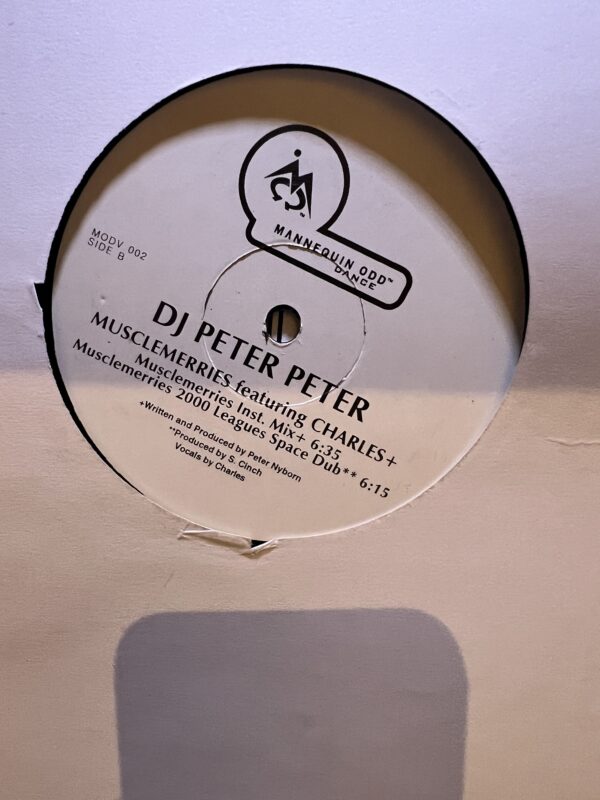 MANNEQUIN ODD™
DANCE
MODV 002
SIDE B
DJ PETER PETER
MUSCLEMERRIES featuring CHARLES+
Musclemerries Inst. Mix+ 6:35
Musclemerries 2000 Leagues Space Dub** 6:15
+Written and Produced by Peter Nyborn
**Produced by S. Cinch
Vocals by Charles